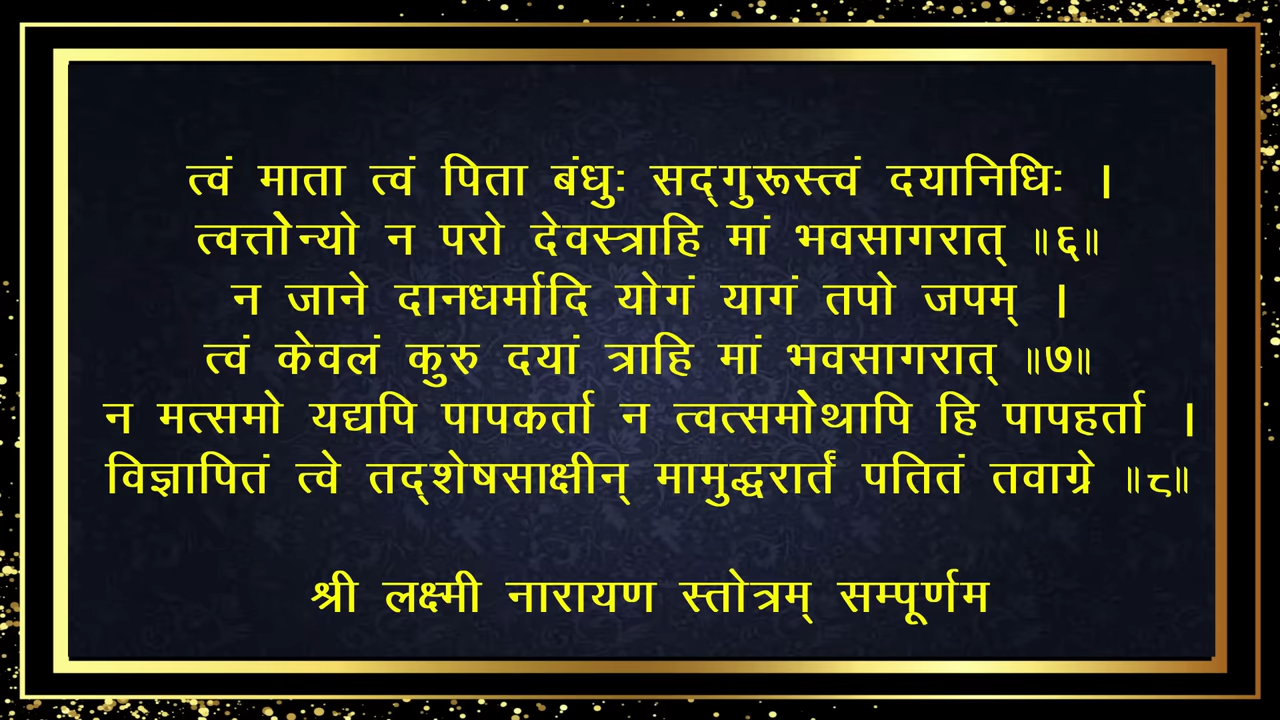 त्वं माता त्वं पिता बंधुः सद्‌गुरूस्त्वं दयानिधिः ।
त्वत्तोेन्यो न परो देवस्त्राहि मां भवसागरात् ॥६॥
न जाने दानधर्मादि योगं यागं तपो जपम् ।
त्वं केवलं कुरु दयां त्राहि मां भवसागरात् ॥७॥
न मत्समो यद्यपि पापकर्ता न त्वत्समोेथापि हि पापहर्ता ।
विज्ञापितं त्वे तद्‌शेषसाक्षीन् मामुद्धरार्तं पतितं तवाग्रे ॥८॥
श्री लक्ष्मी नारायण स्तोत्रम् सम्पूर्णम